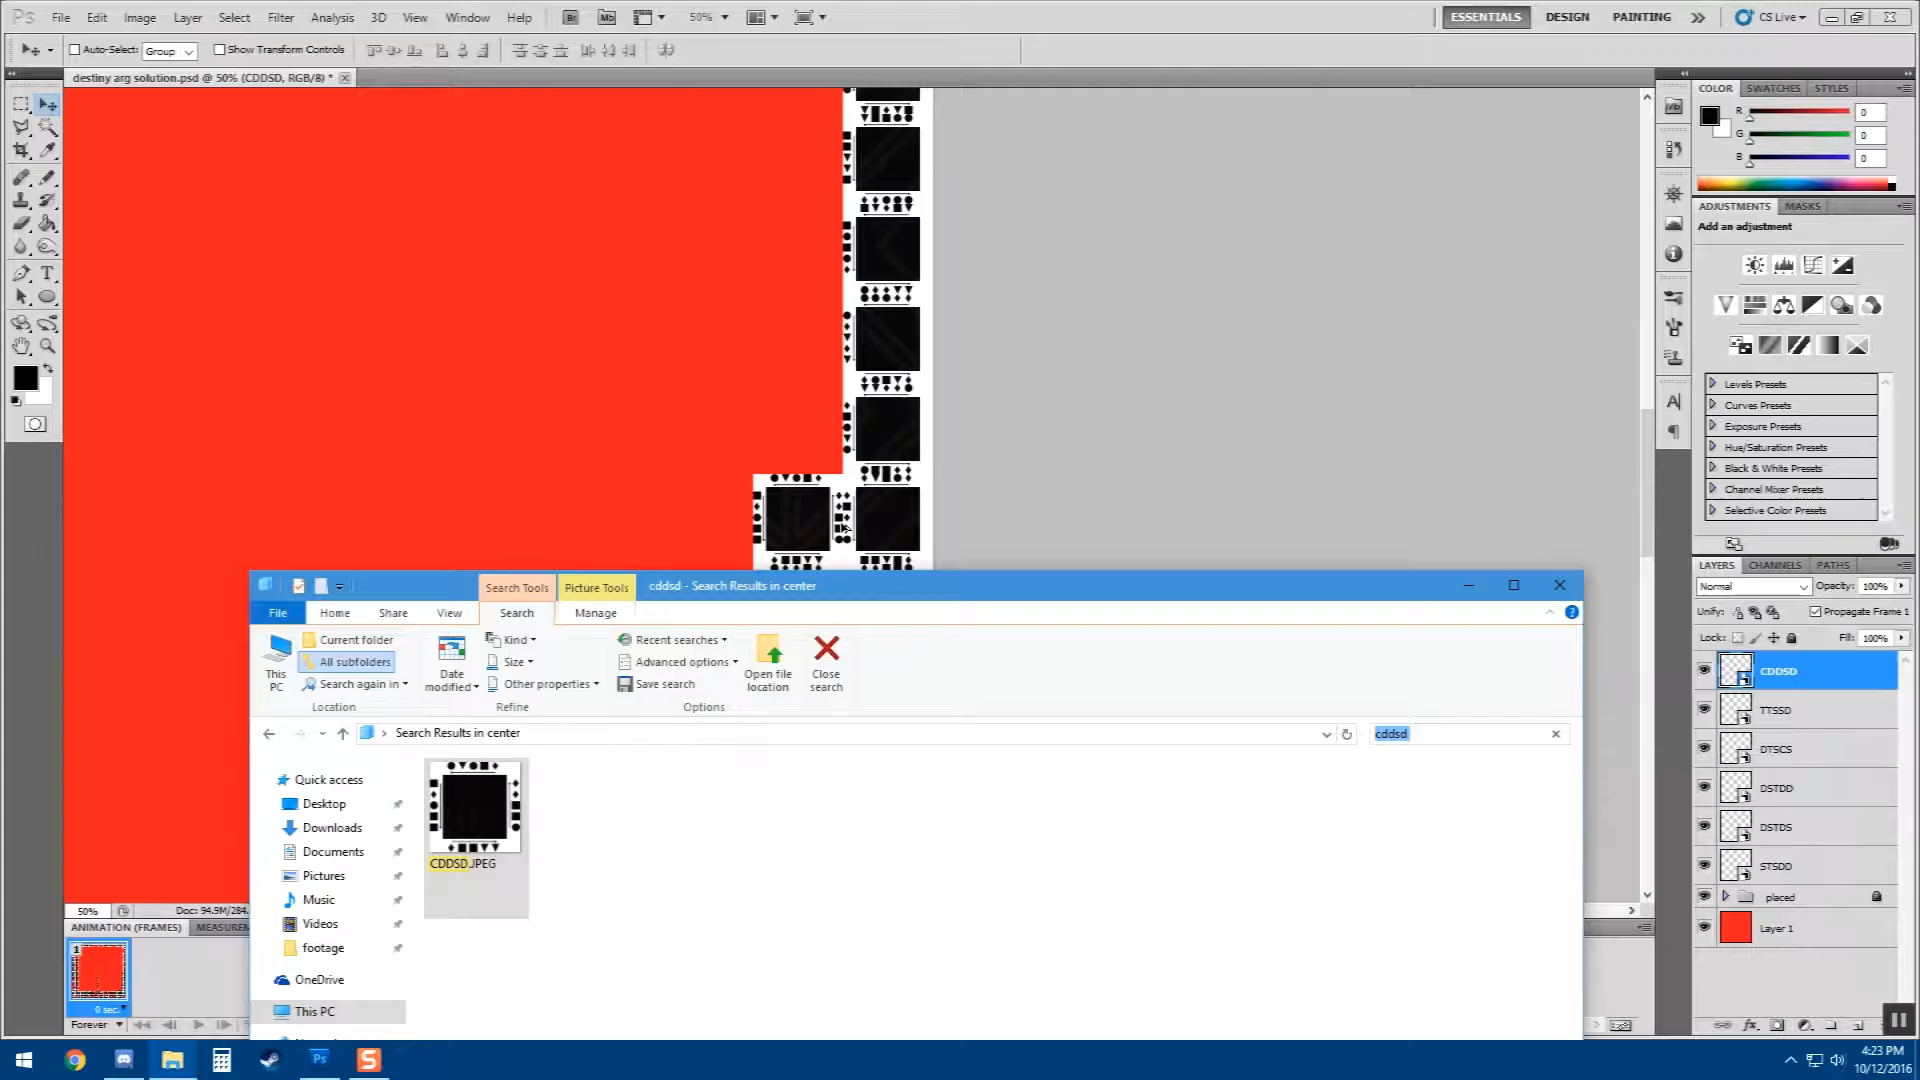 Ps File Edit Image Layer Select Filter Analysis 3D View Window Help Br Mb 50% ESSENTIALS DESIGN PAINTING CS Live
Auto-Select: Group Show Transform Controls
destiny arg solution.psd @ 50% (CDDSD, RGB/8) *
COLOR SWATCHES STYLES
R 0
G 0
B 0
ADJUSTMENTS MASKS
Add an adjustment
Levels Presets
Curves Presets
Exposure Presets
Hue/Saturation Presets
Black & White Presets
Channel Mixer Presets
Selective Color Presets
LAYERS CHANNELS PATHS
Normal Opacity: 100%
Unify: Propagate Frame 1
Lock: Fill: 100%
CDDSD
TTSSD
DTSCS
DSTDD
DSTDS
STSDD
placed
Layer 1
Search Tools Picture Tools cddsd - Search Results in center
File Home Share View Search Manage
This PC
Current folder
All subfolders
Search again in
Location
Date modified
Kind
Size
Other properties
Refine
Recent searches
Advanced options
Save search
Open file location
Close search
Options
Search Results in center
cddsd
Quick access
Desktop
Downloads
Documents
Pictures
Music
Videos
footage
OneDrive
This PC
CDDSD.JPEG
50% Doc: 94.9M/284.
ANIMATION (FRAMES) MEASUREM
1
0 sec.
Forever
Ps S
4:23 PM
10/12/2016